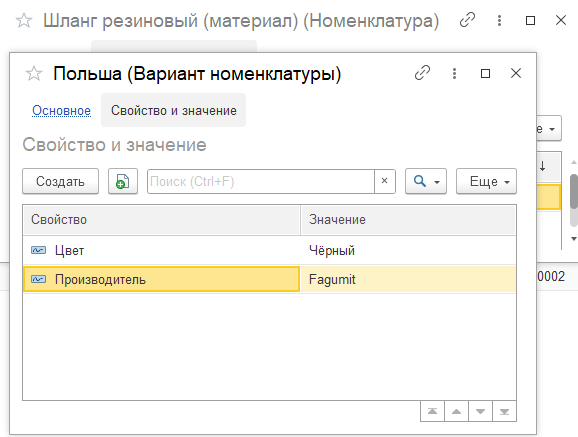 Шланг резиновый (материал) (Номенклатура)
Польша (Вариант номенклатуры)
Основное Свойство и значение
Свойство и значение
Создать Поиск (Ctrl+F) × Еще
е
Свойство Значение
Цвет Чёрный
Производитель Fagumit
0002